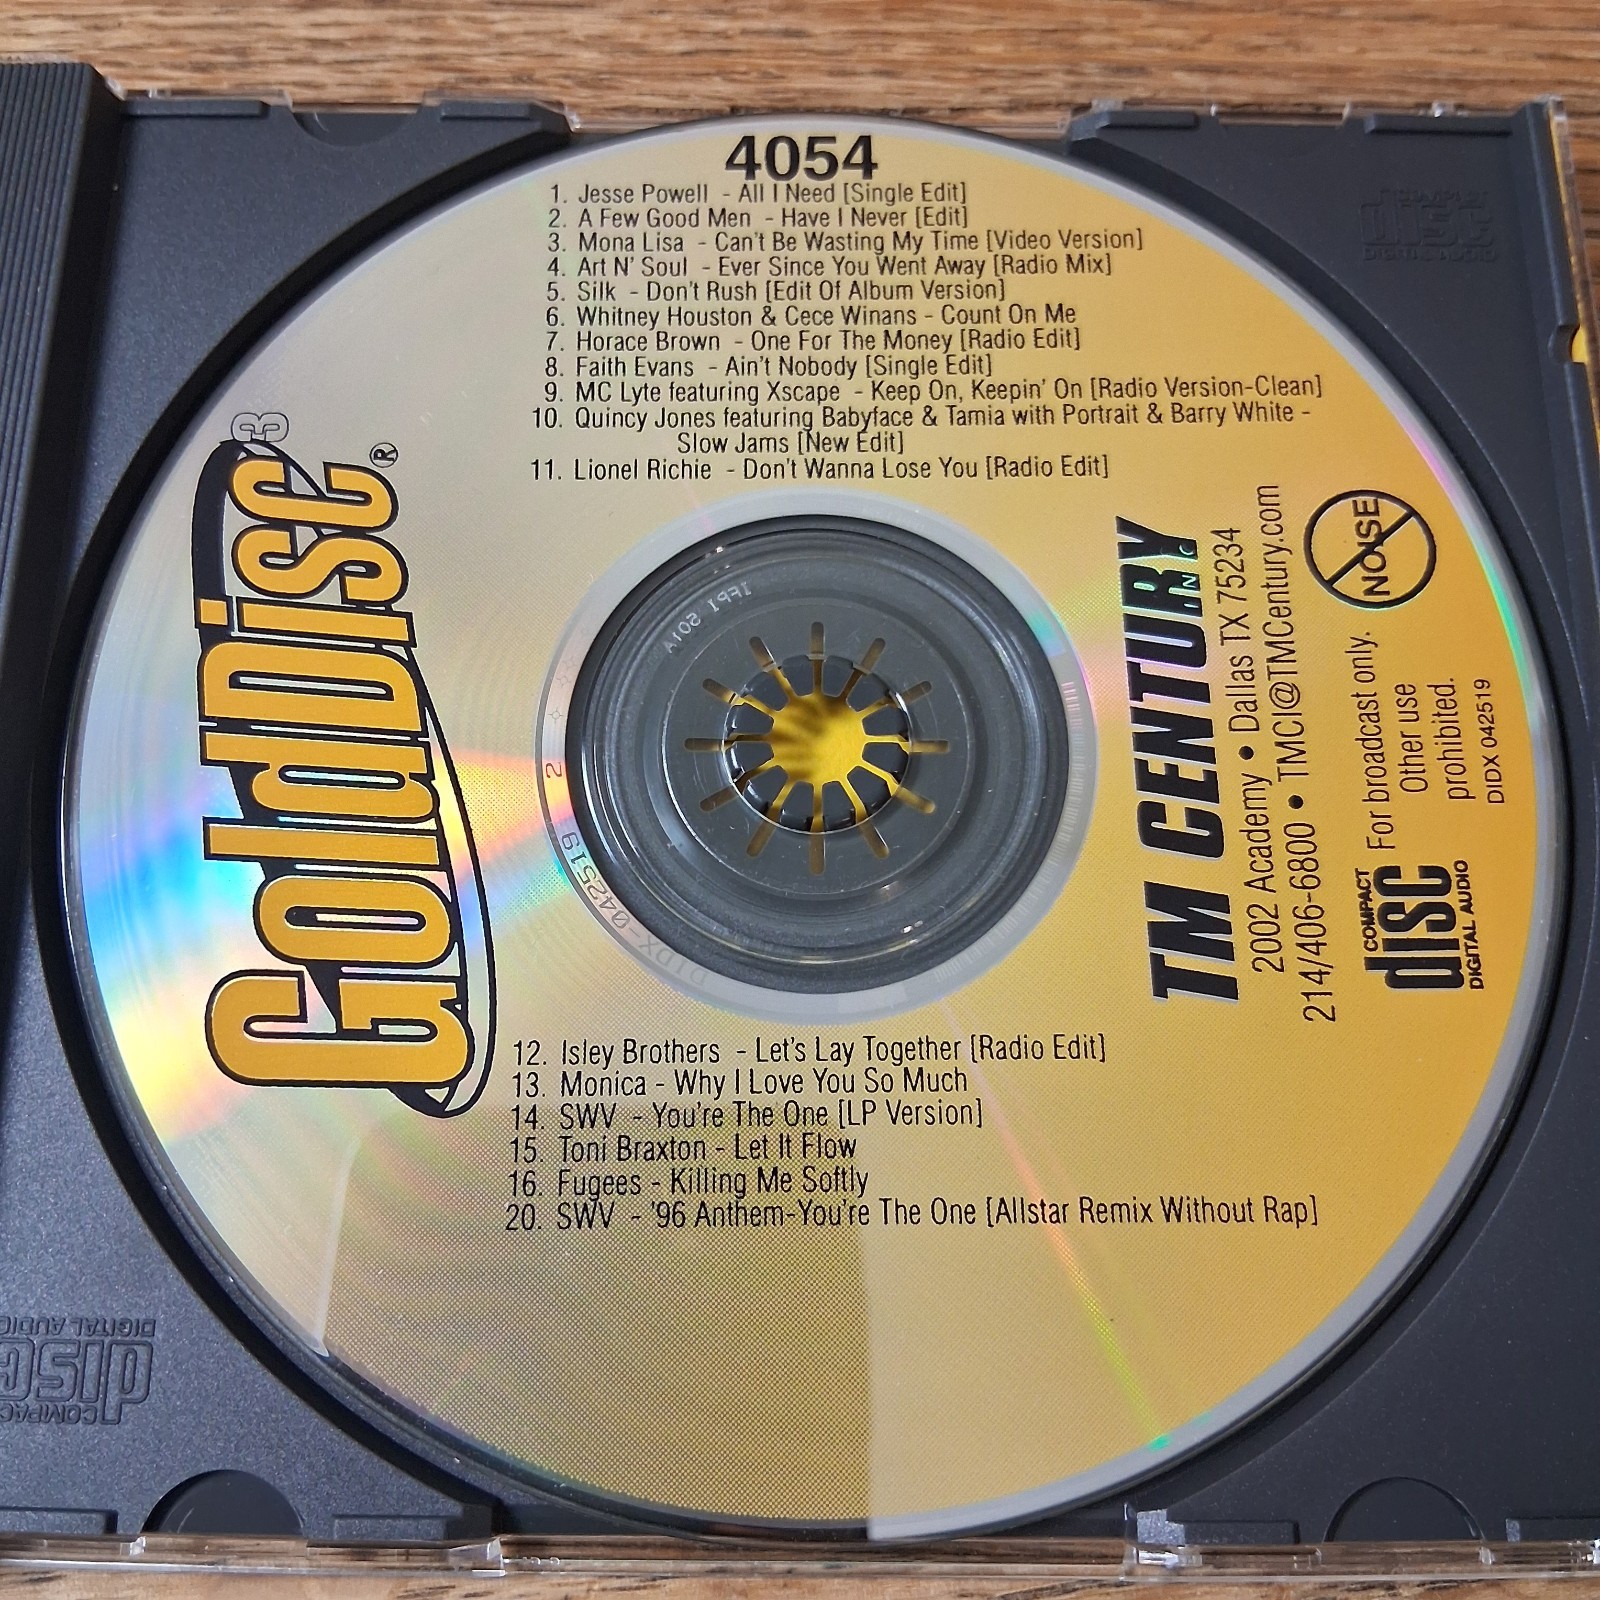 4054
1. Jesse Powell - All I Need [Single Edit]
2. A Few Good Men - Have I Never [Edit]
3. Mona Lisa - Can't Be Wasting My Time [Video Version]
4. Art N' Soul - Ever Since You Went Away [Radio Mix]
5. Silk - Don't Rush [Edit Of Album Version]
6. Whitney Houston & Cece Winans - Count On Me
7. Horace Brown - One For The Money [Radio Edit]
8. Faith Evans - Ain't Nobody [Single Edit]
9. MC Lyte featuring Xscape - Keep On, Keepin' On [Radio Version-Clean]
10. Quincy Jones featuring Babyface & Tamia with Portrait & Barry White -
Slow Jams [New Edit]
11. Lionel Richie - Don't Wanna Lose You [Radio Edit]
GoldDisc®
3
TM CENTURY INC
2002 Academy • Dallas TX 75234
214/406-6800 • TMCI@TMCentury.com
NOISE
COMPACT
disc
DIGITAL AUDIO
For broadcast only.
Other use
prohibited.
DIDX 042519
IFPI 501A
DIDX-042519 2
12. Isley Brothers - Let's Lay Together [Radio Edit]
13. Monica - Why I Love You So Much
14. SWV - You're The One [LP Version]
15. Toni Braxton - Let It Flow
16. Fugees - Killing Me Softly
20. SWV - '96 Anthem-You're The One [Allstar Remix Without Rap]
COMPACT
disc
DIGITAL AUDIO
COMPACT
disc
DIGITAL AUDIO